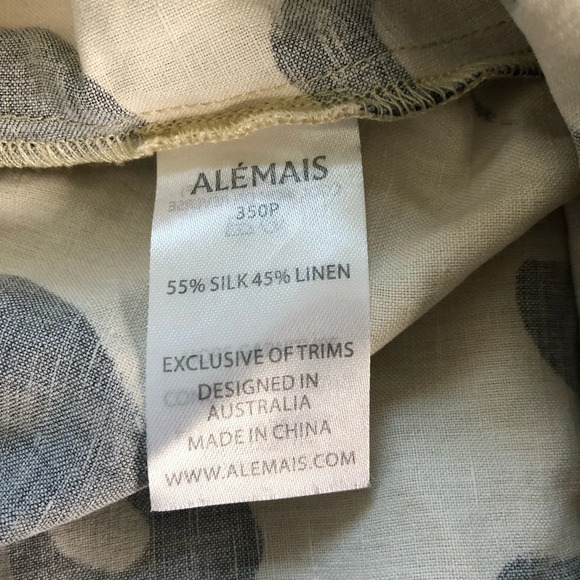 ALÉMAIS
350P
55% SILK 45% LINEN
EXCLUSIVE OF TRIMS
DESIGNED IN
AUSTRALIA
MADE IN CHINA
WWW.ALEMAIS.COM